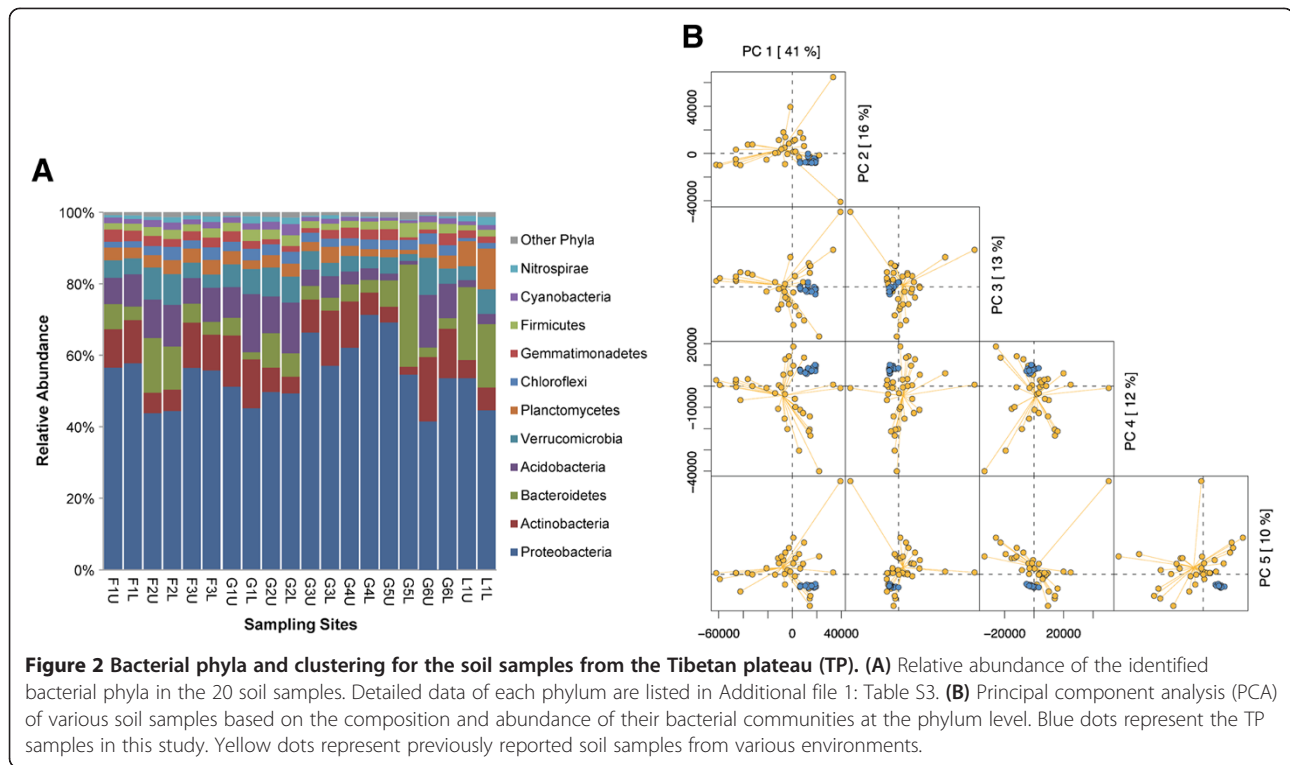 A
Relative Abundance
100%
80%
60%
40%
20%
0%
F1U F1L F2U F2L F3U F3L G1U G1L G2U G2L G3U G3L G4U G4L G5U G5L G6U G6L L1U L1L
Sampling Sites
Other Phyla
Nitrospirae
Cyanobacteria
Firmicutes
Gemmatimonadetes
Chloroflexi
Planctomycetes
Verrucomicrobia
Acidobacteria
Bacteroidetes
Actinobacteria
Proteobacteria
B
PC 1 [ 41 %]
40000
0
-40000
PC 2 [ 16 %]
PC 3 [ 13 %]
20000
-10000
-40000
PC 4 [ 12 %]
PC 5 [ 10 %]
-60000 0 40000
-20000 20000
Figure 2 Bacterial phyla and clustering for the soil samples from the Tibetan plateau (TP). (A) Relative abundance of the identified
bacterial phyla in the 20 soil samples. Detailed data of each phylum are listed in Additional file 1: Table S3. (B) Principal component analysis (PCA)
of various soil samples based on the composition and abundance of their bacterial communities at the phylum level. Blue dots represent the TP
samples in this study. Yellow dots represent previously reported soil samples from various environments.